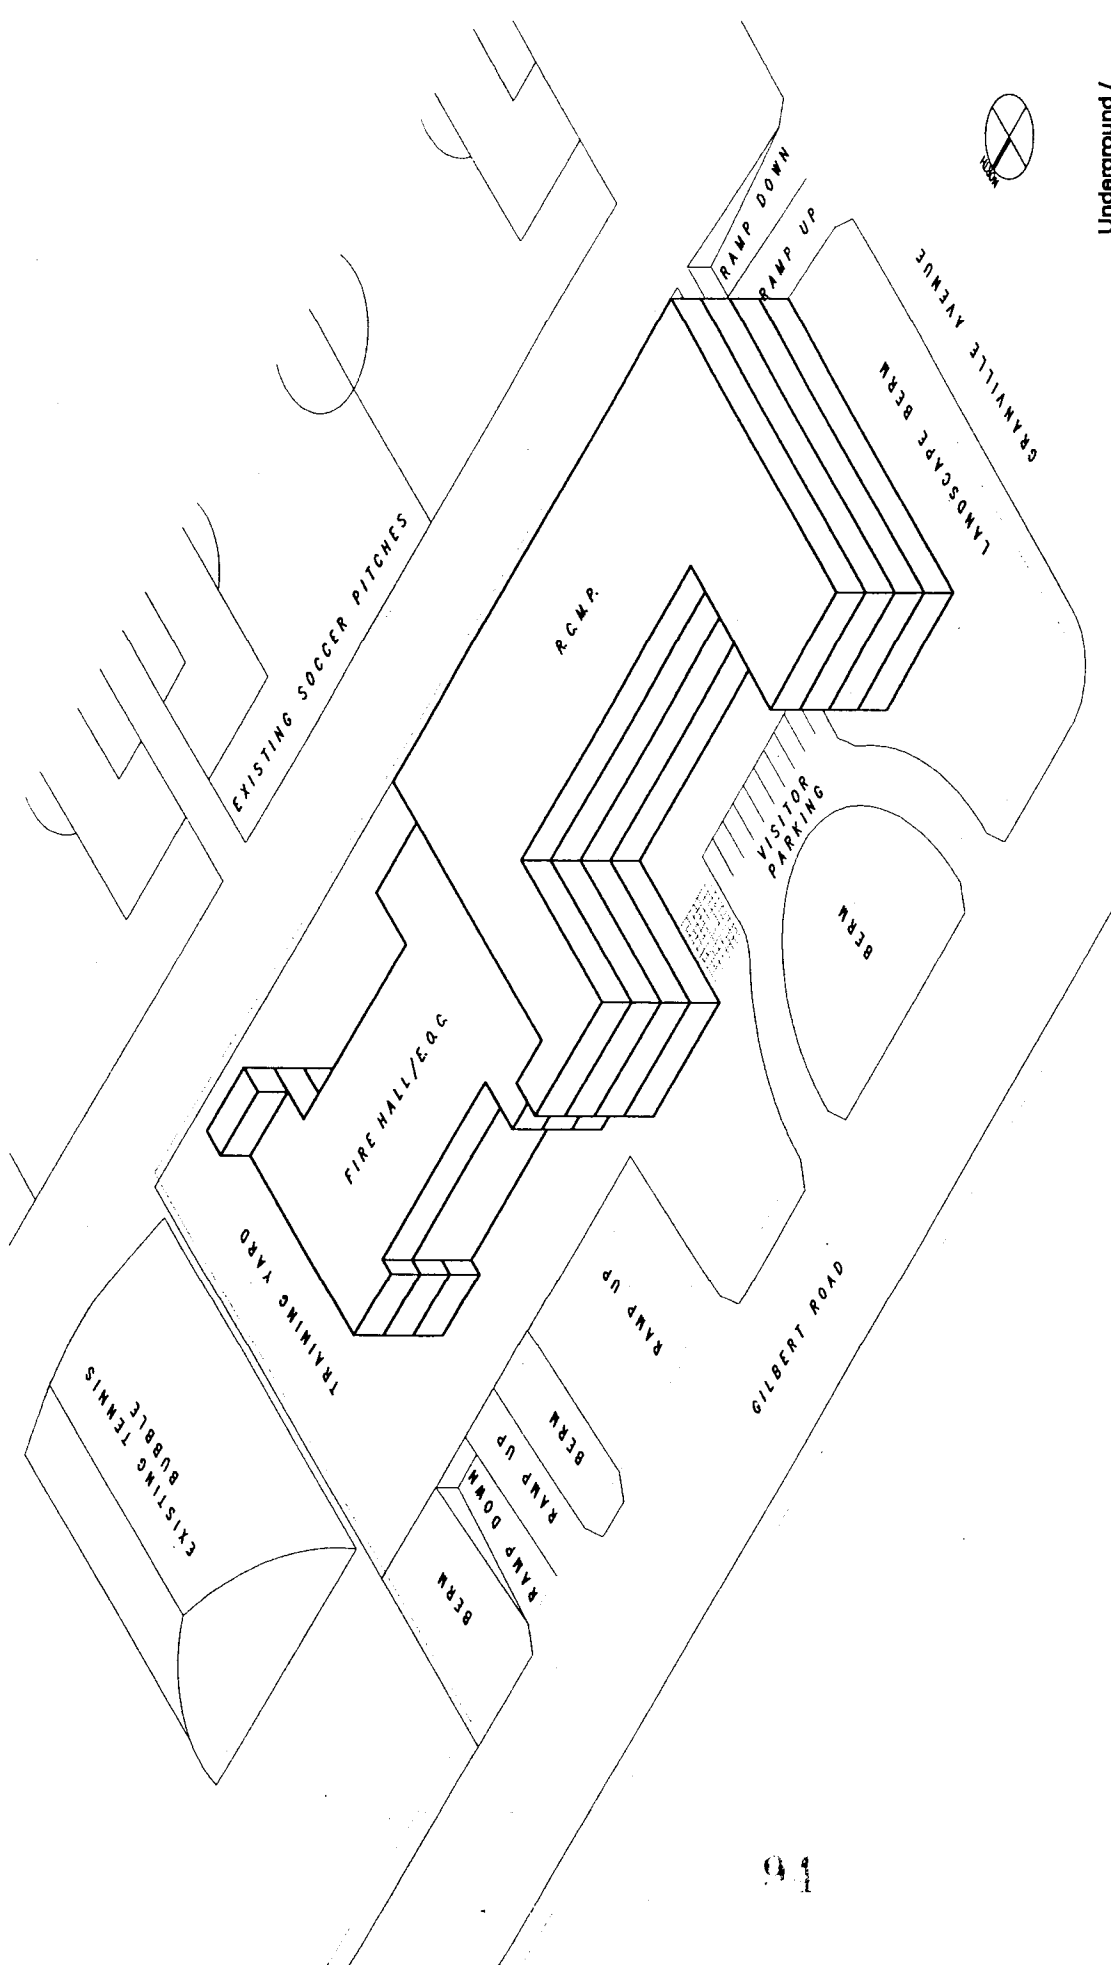 Underground /
NORTH
RAMP DOWN
RAMP UP
GRANVILLE AVENUE
LANDSCAPE BERM
EXISTING SOCCER PITCHES
R.C.M.P.
VISITOR
PARKING
BERM
FIRE HALL/E.O.C.
TRAINING YARD
EXISTING TENNIS
BUBBLE
RAMP UP
GILBERT ROAD
BERM
RAMP UP
RAMP DOWN
BERM
91